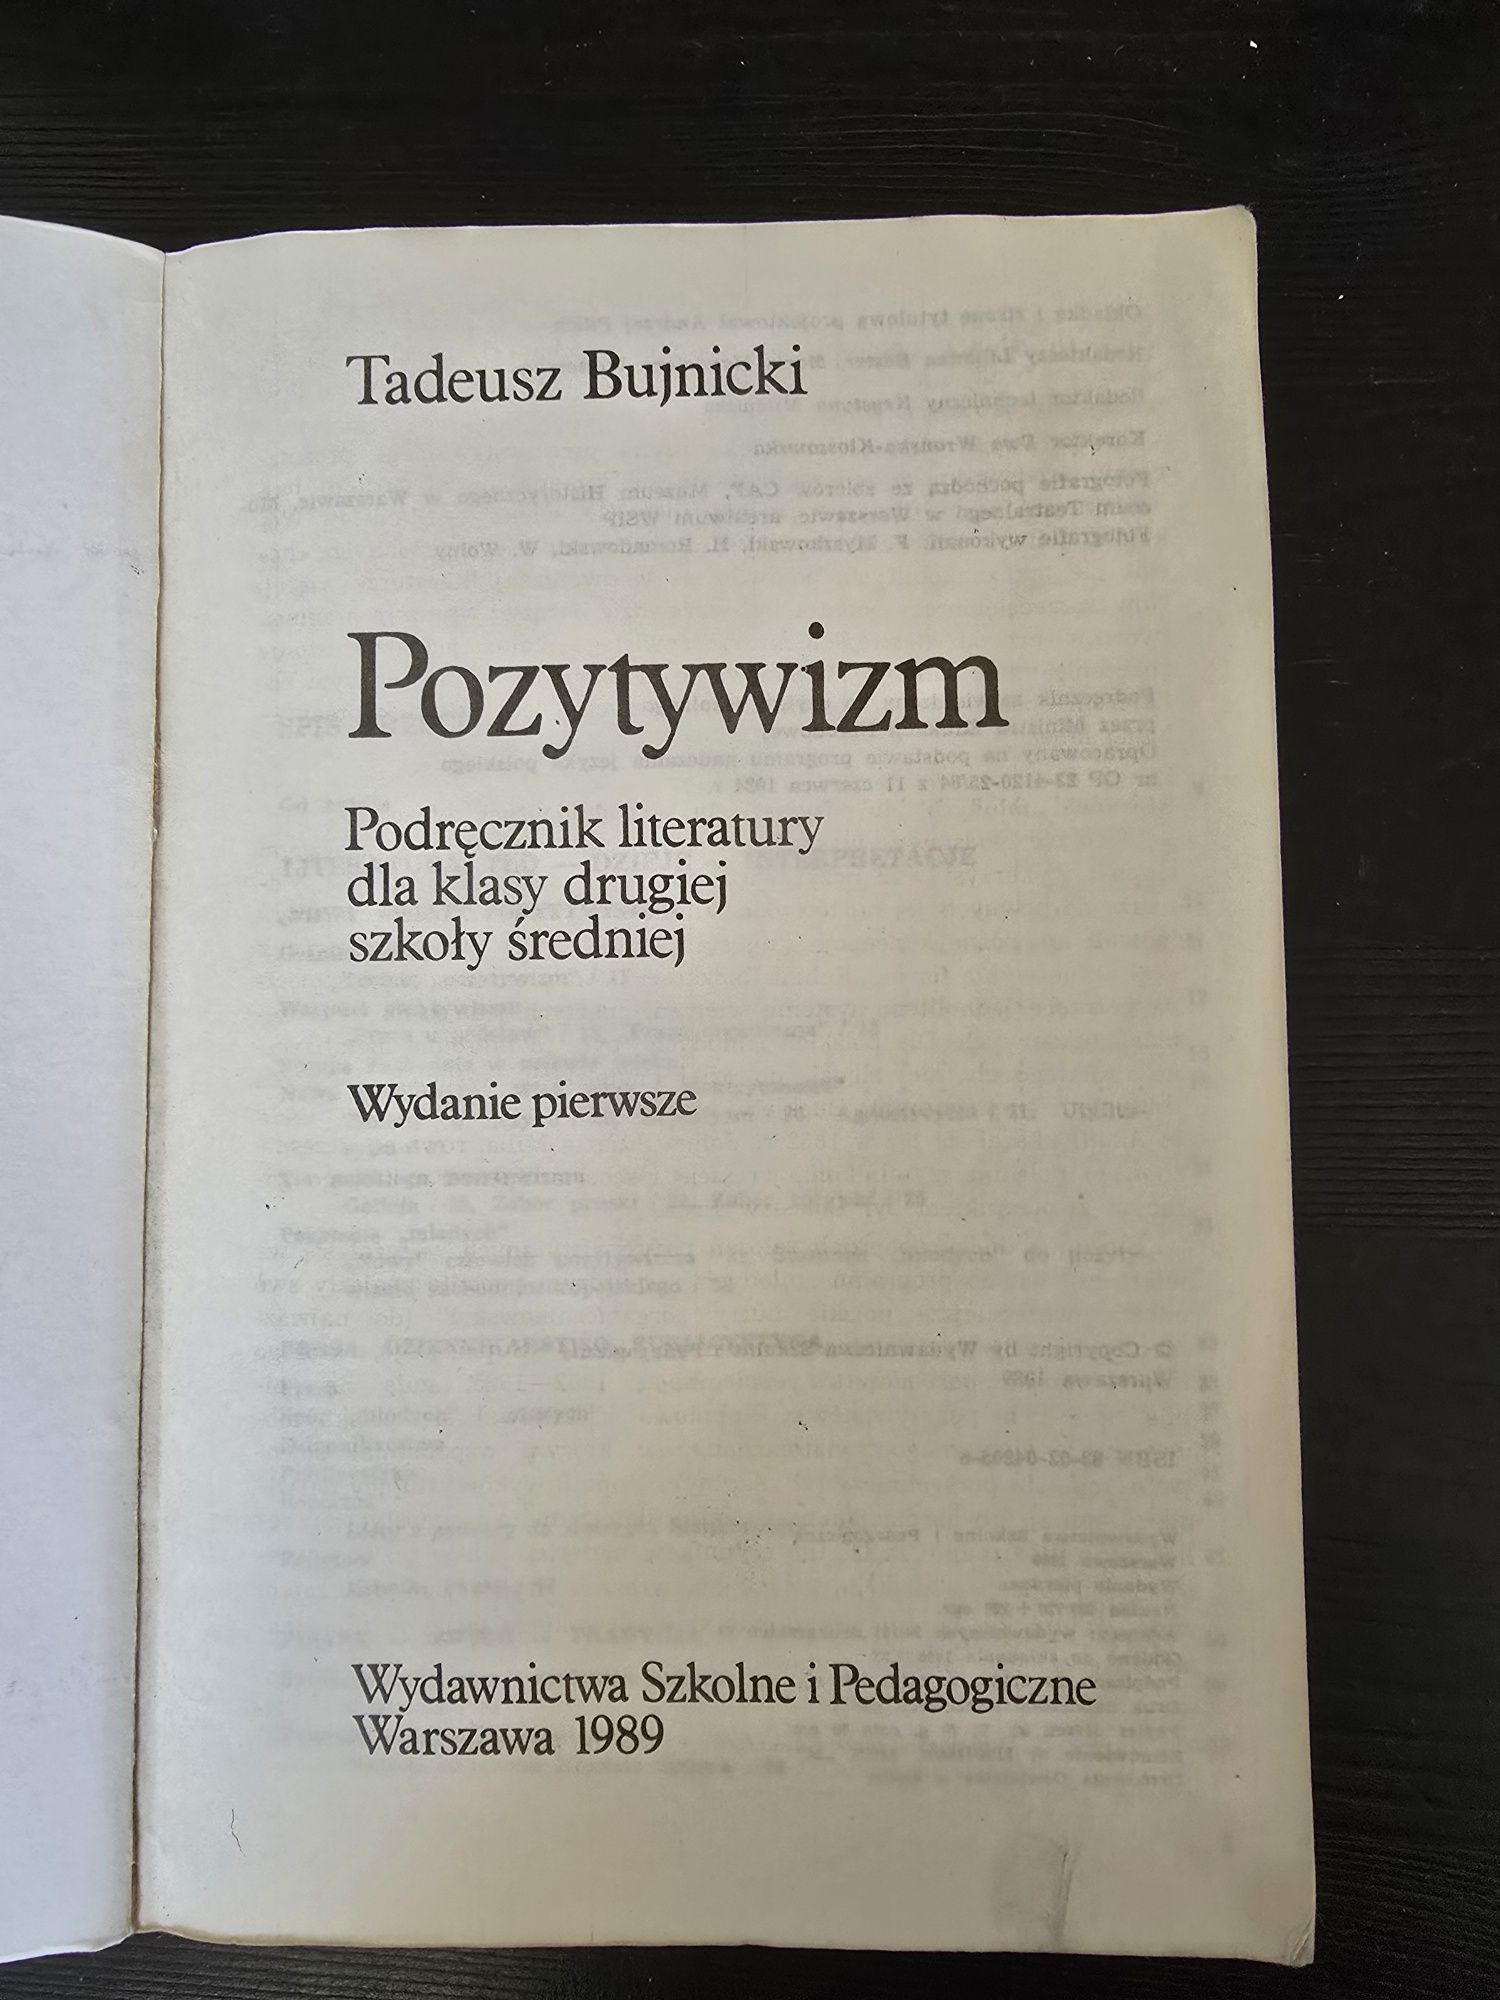 Tadeusz Bujnicki
Pozytywizm
Podręcznik literatury
dla klasy drugiej
szkoły średniej
Wydanie pierwsze
Wydawnictwa Szkolne i Pedagogiczne
Warszawa 1989